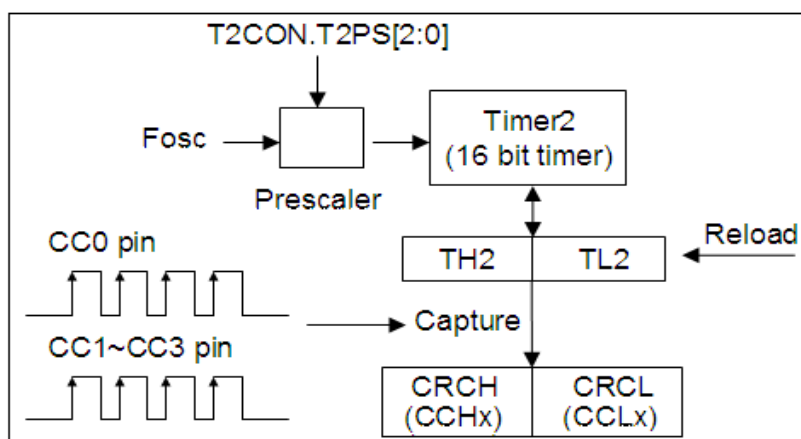 T2CON.T2PS[2:0]
Fosc
Prescaler
Timer2
(16 bit timer)
CC0 pin
TH2
TL2
Reload
Capture
CC1~CC3 pin
CRCH
(CCHx)
CRCL
(CCLx)